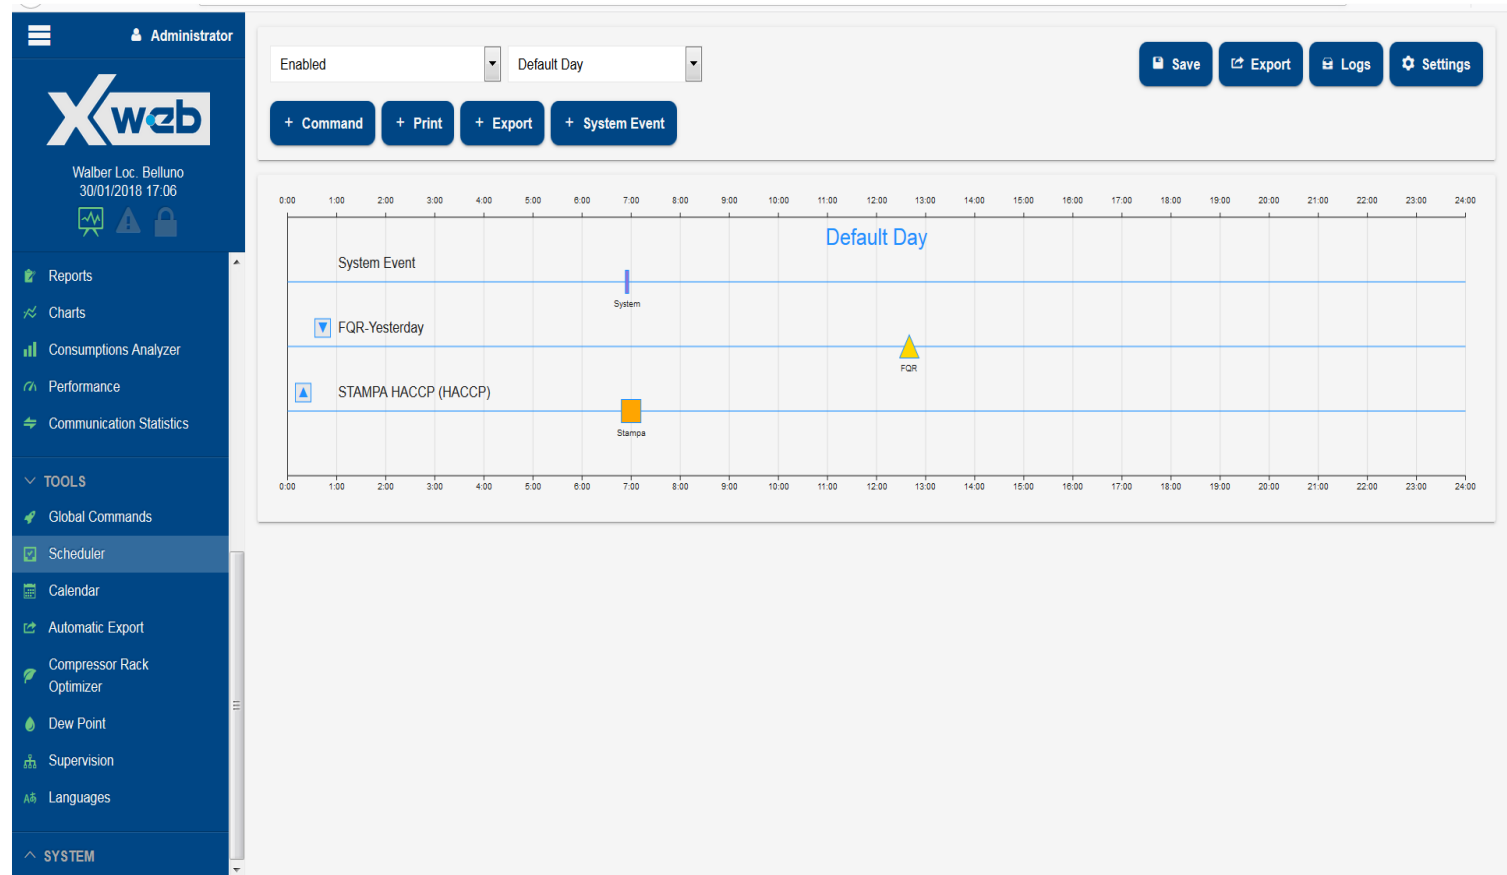 Administrator
Xweb
Walber Loc. Belluno
30/01/2018 17:06
Reports
Charts
Consumptions Analyzer
Performance
Communication Statistics
TOOLS
Global Commands
Scheduler
Calendar
Automatic Export
Compressor Rack
Optimizer
Dew Point
Supervision
Aあ Languages
SYSTEM
Enabled Default Day
Save Export Logs Settings
+ Command + Print + Export + System Event
0:00 1:00 2:00 3:00 4:00 5:00 6:00 7:00 8:00 9:00 10:00 11:00 12:00 13:00 14:00 15:00 16:00 17:00 18:00 19:00 20:00 21:00 22:00 23:00 24:00
Default Day
System Event
System
FQR-Yesterday
FQR
STAMPA HACCP (HACCP)
Stampa
0:00 1:00 2:00 3:00 4:00 5:00 6:00 7:00 8:00 9:00 10:00 11:00 12:00 13:00 14:00 15:00 16:00 17:00 18:00 19:00 20:00 21:00 22:00 23:00 24:00